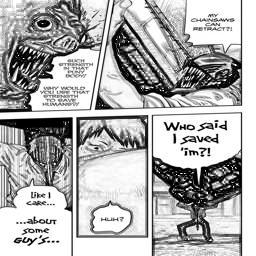 SUCH
STRENGTH
IN THAT
PUNY
BODY!
WHY WOULD
YOU USE THAT
STRENGTH
TO SAVE
HUMANS?!
MY
CHAINSAWS
CAN
RETRACT?!
Like I
care...
...about
some
GUY'S...
HUH?
Who said
I saved
'im?!